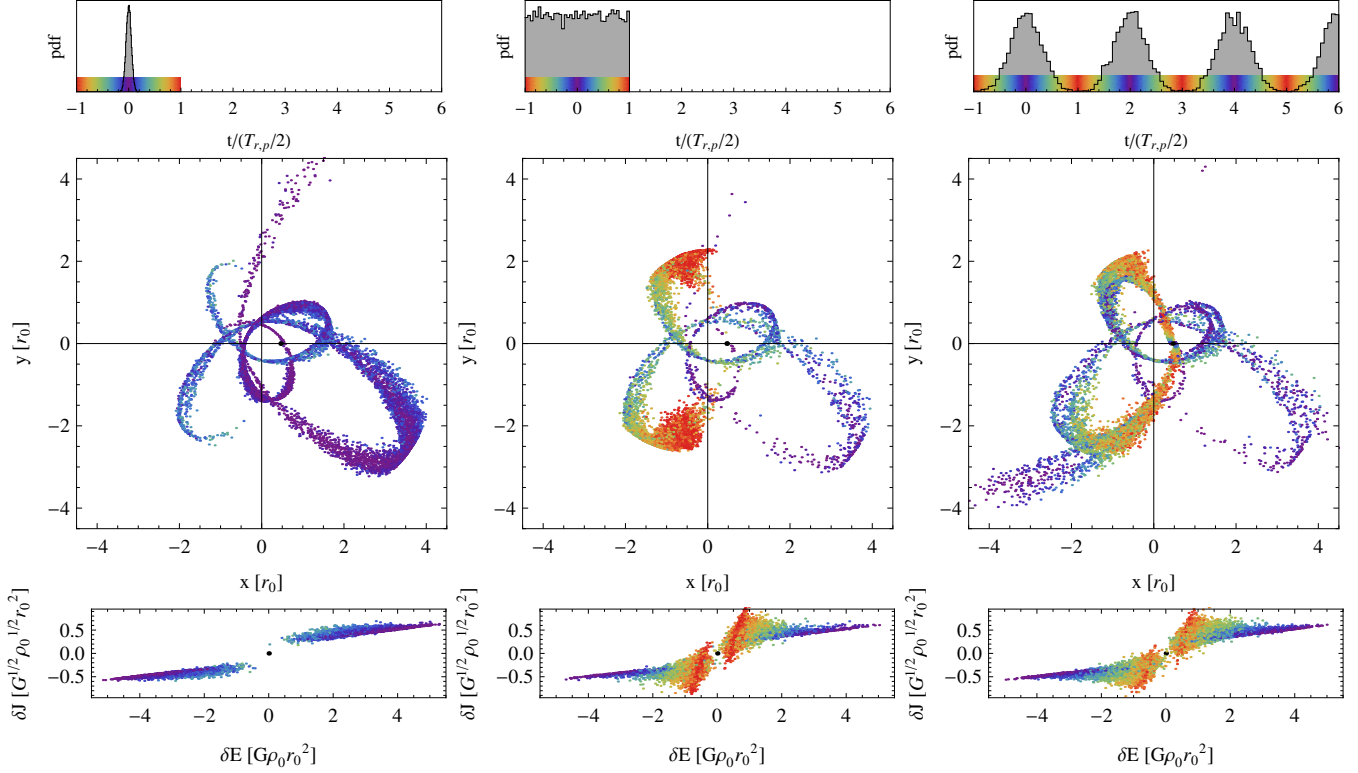 pdf
−1 0 1 2 3 4 5 6
t/(T_{r,p}/2)
pdf
−1 0 1 2 3 4 5 6
t/(T_{r,p}/2)
pdf
−1 0 1 2 3 4 5 6
t/(T_{r,p}/2)
y [r_0]
4
2
0
−2
−4
−4 −2 0 2 4
x [r_0]
y [r_0]
4
2
0
−2
−4
−4 −2 0 2 4
x [r_0]
y [r_0]
4
2
0
−2
−4
−4 −2 0 2 4
x [r_0]
δJ [G^{1/2} ρ_0^{1/2} r_0^2]
0.5
0.0
−0.5
−4 −2 0 2 4
δE [Gρ_0 r_0^2]
δJ [G^{1/2} ρ_0^{1/2} r_0^2]
0.5
0.0
−0.5
−4 −2 0 2 4
δE [Gρ_0 r_0^2]
δJ [G^{1/2} ρ_0^{1/2} r_0^2]
0.5
0.0
−0.5
−4 −2 0 2 4
δE [Gρ_0 r_0^2]